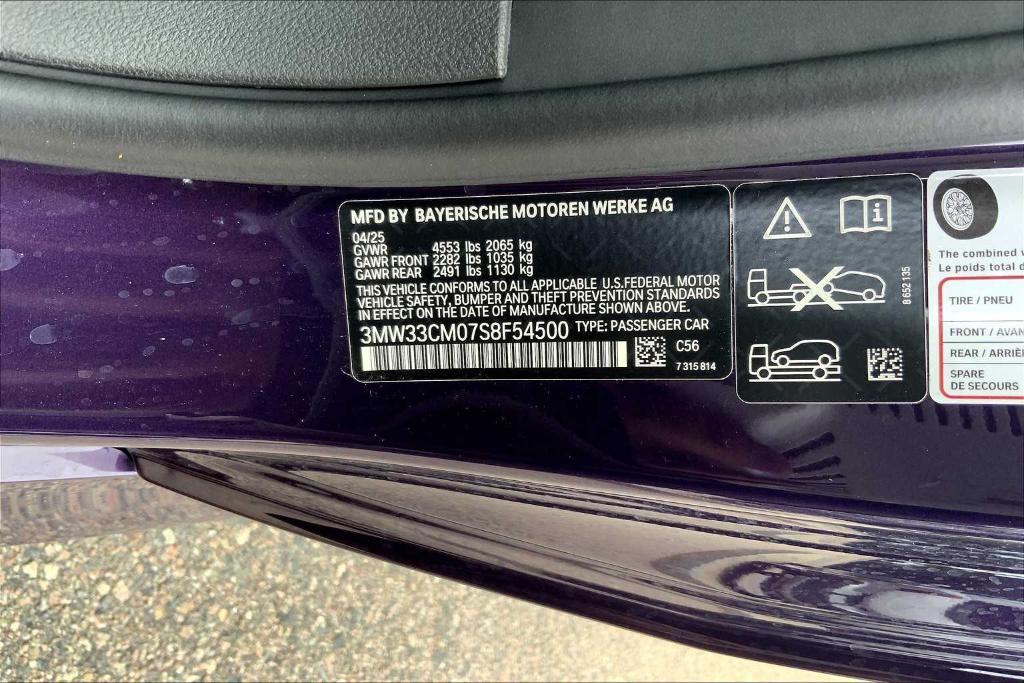 MFD BY BAYERISCHE MOTOREN WERKE AG
04/25
GVWR 4553 lbs 2065 kg
GAWR FRONT 2282 lbs 1035 kg
GAWR REAR 2491 lbs 1130 kg
THIS VEHICLE CONFORMS TO ALL APPLICABLE U.S.FEDERAL MOTOR
VEHICLE SAFETY, BUMPER AND THEFT PREVENTION STANDARDS
IN EFFECT ON THE DATE OF MANUFACTURE SHOWN ABOVE.
3MW33CM07S8F54500 TYPE: PASSENGER CAR
C56
7 315 814
8 652 135
The combined
Le poids total
TIRE / PNEU
FRONT /
REAR /
SPARE
DE SECOURS